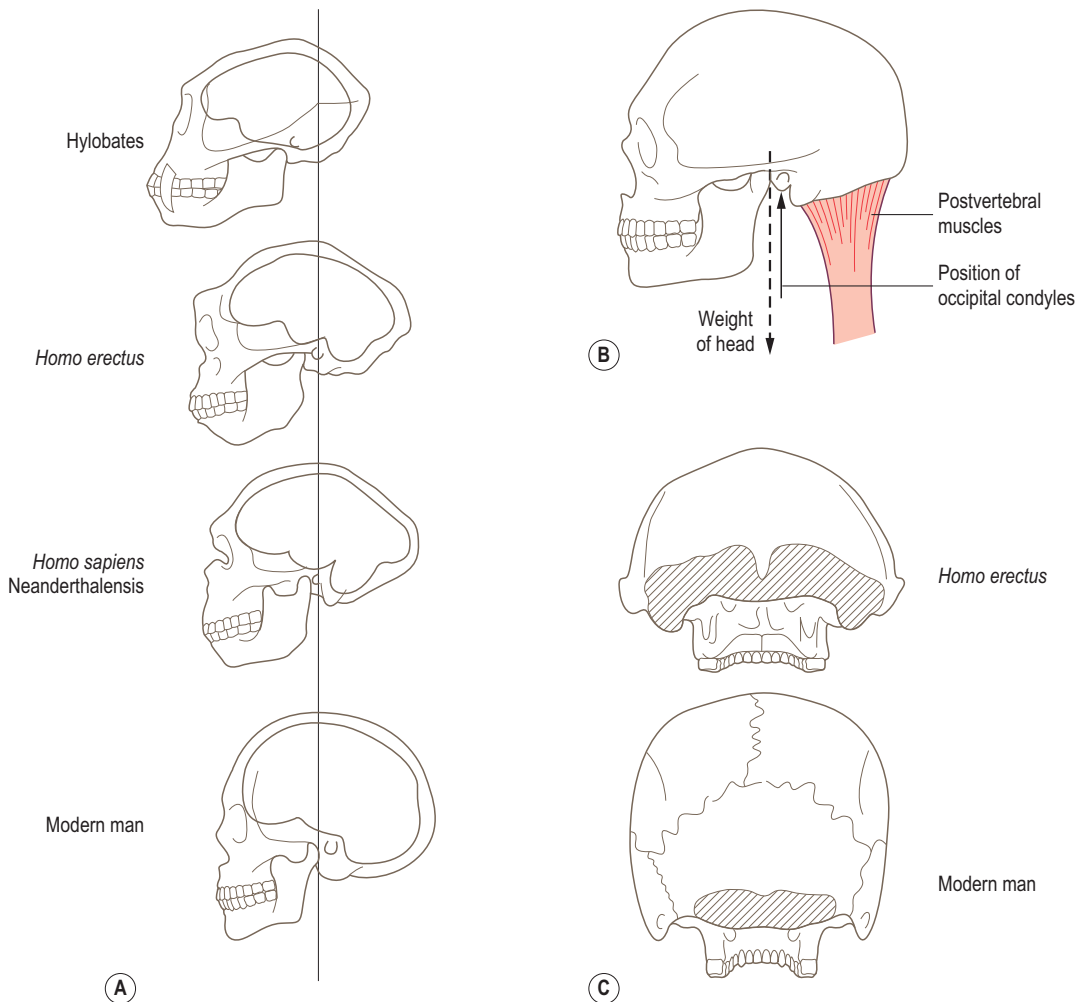 Hylobates
Homo erectus
Homo sapiens
Neanderthalensis
Modern man
A
Postvertebral
muscles
Position of
occipital condyles
Weight
of head
B
Homo erectus
Modern man
C